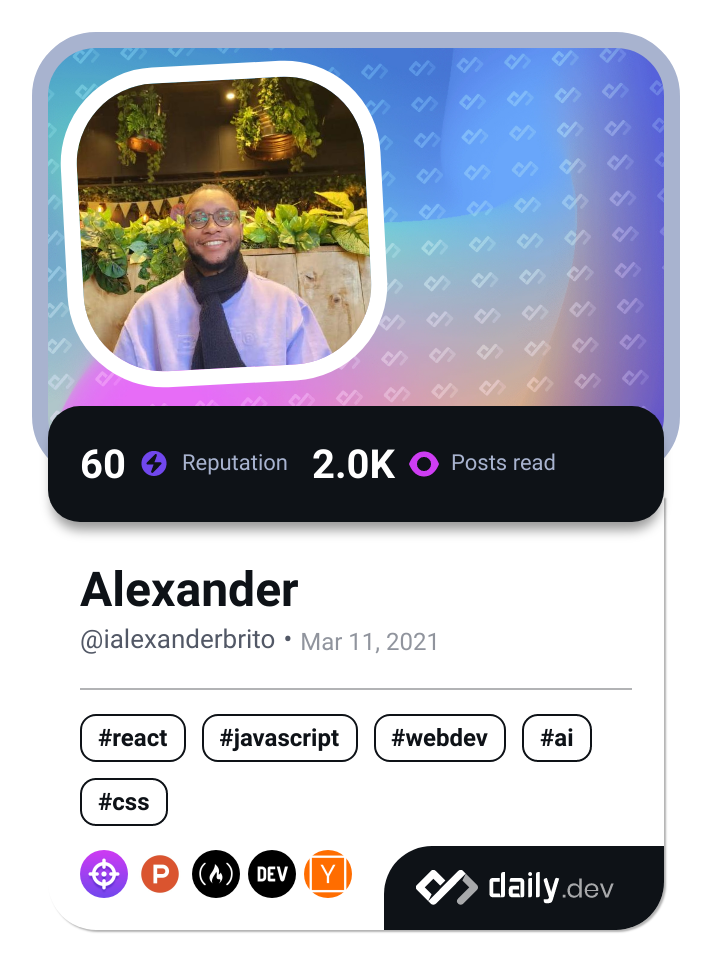 60 Reputation 2.0K Posts read
Alexander
@ialexanderbrito • Mar 11, 2021
#react #javascript #webdev #ai
#css
P DEV Y daily.dev